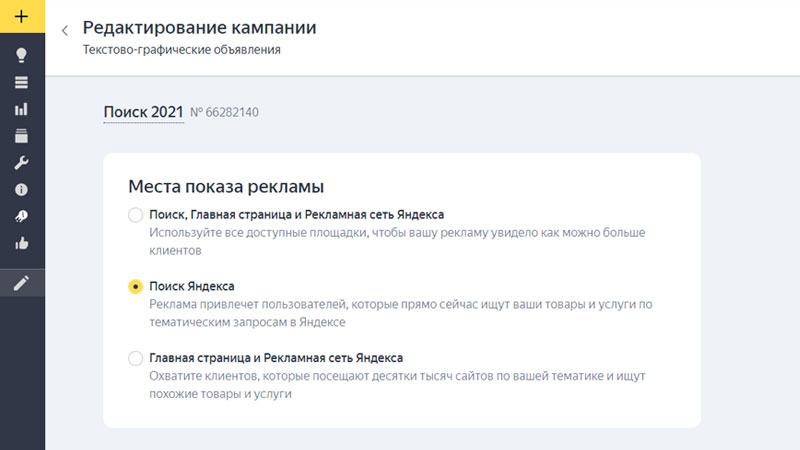 Редактирование кампании
Текстово-графические объявления
Поиск 2021 № 66282140
Места показа рекламы
Поиск, Главная страница и Рекламная сеть Яндекса
Используйте все доступные площадки, чтобы вашу рекламу увидело как можно больше
клиентов
Поиск Яндекса
Реклама привлечет пользователей, которые прямо сейчас ищут ваши товары и услуги по
тематическим запросам в Яндексе
Главная страница и Рекламная сеть Яндекса
Охватите клиентов, которые посещают десятки тысяч сайтов по вашей тематике и ищут
похожие товары и услуги